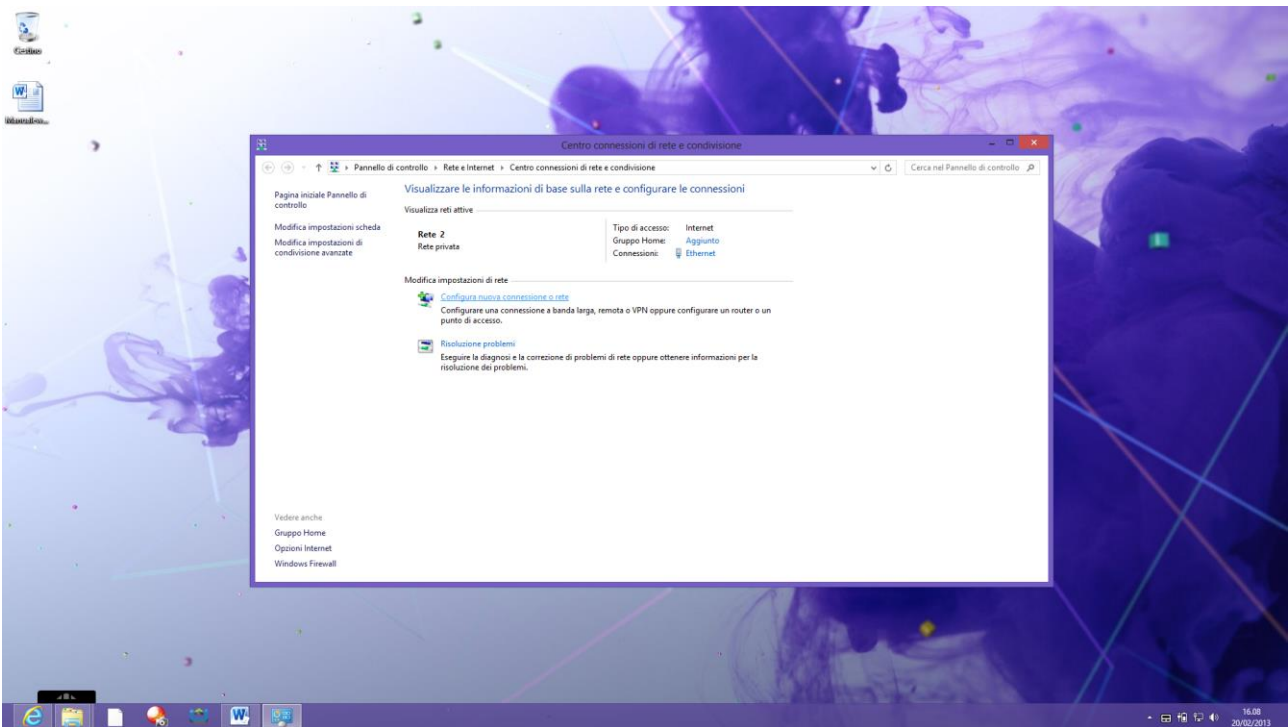 Cestino
Centro connessioni di rete e condivisione
Pannello di controllo
Rete e Internet
Centro connessioni di rete e condivisione
Cerca nel Pannello di controllo
Pagina iniziale Pannello di
controllo
Modifica impostazioni scheda
Modifica impostazioni di
condivisione avanzate
Vedere anche
Gruppo Home
Opzioni Internet
Windows Firewall
Visualizzare le informazioni di base sulla rete e configurare le connessioni
Visualizza reti attive
Rete 2
Rete privata
Tipo di accesso: Internet
Gruppo Home: Aggiunto
Connessioni: Ethernet
Modifica impostazioni di rete
Configura nuova connessione o rete
Configurare una connessione a banda larga, remota o VPN oppure configurare un router o un
punto di accesso.
Risoluzione problemi
Eseguire la diagnosi e la correzione di problemi di rete oppure ottenere informazioni per la
risoluzione dei problemi.
16.08
20/02/2013